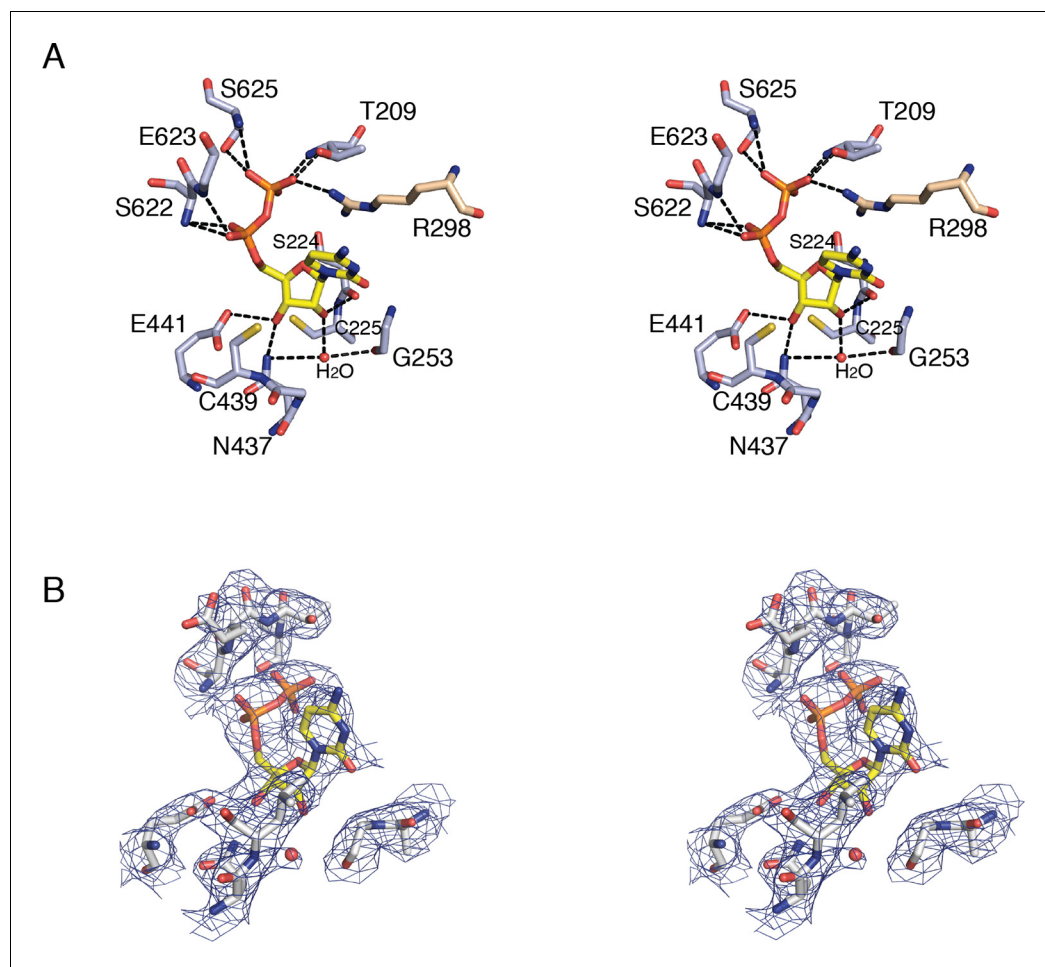 A
S625
T209
E623
S622
R298
S224
E441
C225
G253
H2O
C439
N437
S625
T209
E623
S622
R298
S224
E441
C225
G253
H2O
C439
N437
B